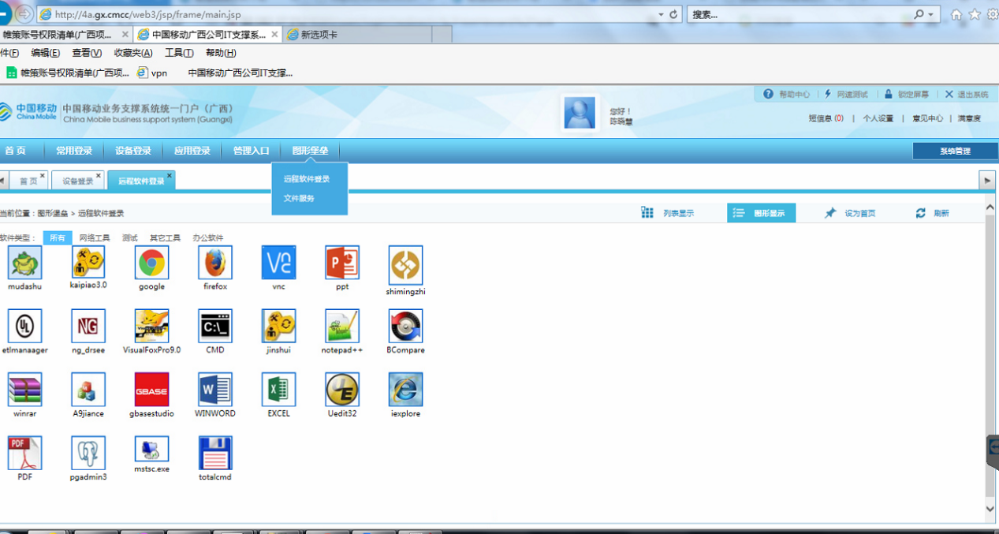 http://4a.gx.cmcc/web3/jsp/frame/main.jsp
搜索...
帷策账号权限清单(广西项...
中国移动广西公司IT支撑系...
新选项卡
件(F) 编辑(E) 查看(V) 收藏夹(A) 工具(T) 帮助(H)
帷策账号权限清单(广西项... vpn 中国移动广西公司IT支撑...
帮助中心 网速测试 锁定屏幕 退出系统
中国移动 中国移动业务支撑系统统一门户（广西）
China Mobile China Mobile business support system (Guangxi)
您好！
陈晓慧
短信息(0) | 个人设置 | 意见中心 | 满意度
首页 常用登录 设备登录 应用登录 管理入口 图形堡垒 系统管理
首页 设备登录 远程软件登录
远程软件登录
文件服务
当前位置：图形堡垒 > 远程软件登录
列表显示 图形显示 设为首页 刷新
软件类型： 所有 网络工具 测试 其它工具 办公软件
mudashu kaipiao3.0 google firefox vnc ppt shimingzhi
etlmanaager ng_drsee VisualFoxPro9.0 CMD jinshui notepad++ BCompare
winrar A9jiance gbasestudio WINWORD EXCEL Uedit32 iexplore
PDF pgadmin3 mstsc.exe totalcmd